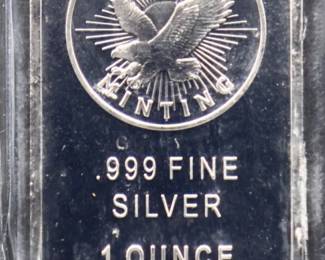 MINTING
.999 FINE
SILVER
1 OUNCE